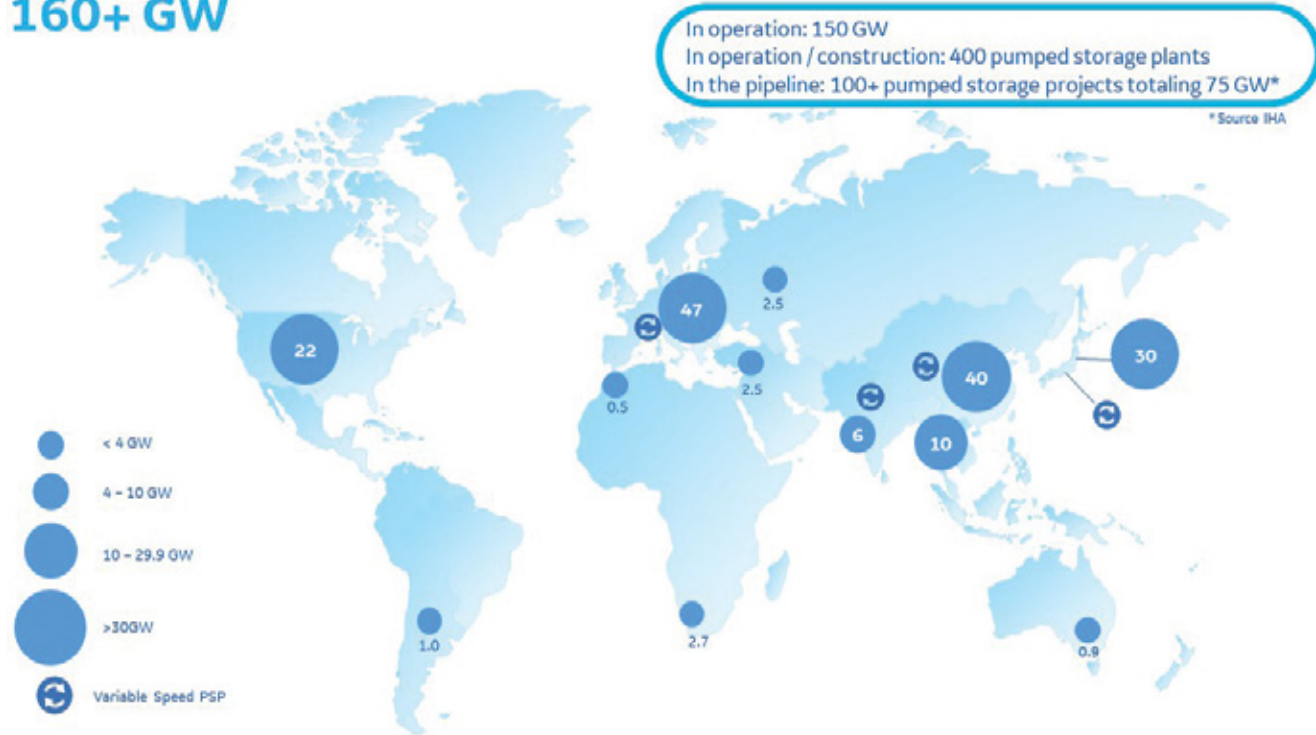 160+ GW
In operation: 150 GW
In operation / construction: 400 pumped storage plants
In the pipeline: 100+ pumped storage projects totaling 75 GW*
* Source IHA
47
2.5
22
30
40
2.5
0.5
6
10
< 4 GW
4 – 10 GW
10 – 29.9 GW
>30GW
1.0
2.7
0.9
Variable Speed PSP